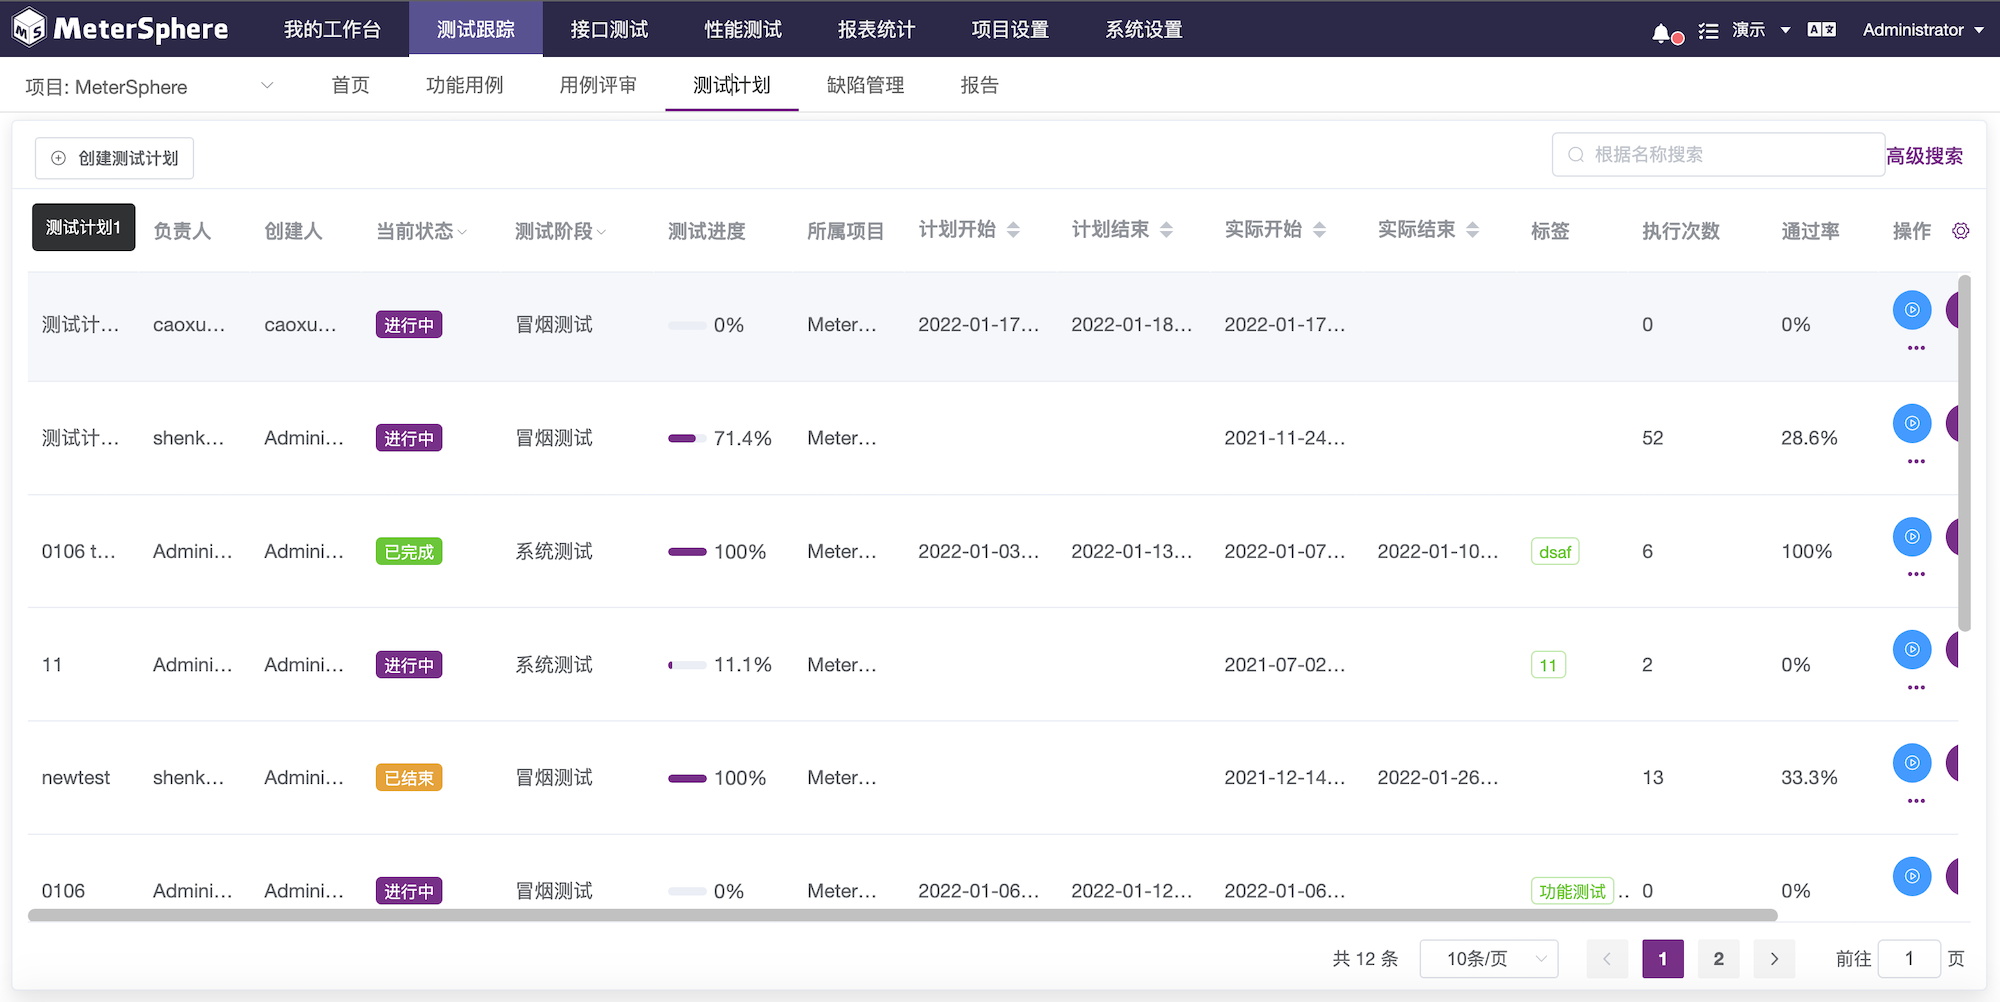 MeterSphere 我的工作台 测试跟踪 接口测试 性能测试 报表统计 项目设置 系统设置 演示 Administrator
项目: MeterSphere 首页 功能用例 用例评审 测试计划 缺陷管理 报告
创建测试计划 根据名称搜索 高级搜索
测试计划1 负责人 创建人 当前状态 测试阶段 测试进度 所属项目 计划开始 计划结束 实际开始 实际结束 标签 执行次数 通过率 操作
测试计... caoxu... caoxu... 进行中 冒烟测试 0% Meter... 2022-01-17... 2022-01-18... 2022-01-17... 0 0%
测试计... shenk... Admini... 进行中 冒烟测试 71.4% Meter... 2021-11-24... 52 28.6%
0106 t... Admini... Admini... 已完成 系统测试 100% Meter... 2022-01-03... 2022-01-13... 2022-01-07... 2022-01-10... dsaf 6 100%
11 Admini... Admini... 进行中 系统测试 11.1% Meter... 2021-07-02... 11 2 0%
newtest shenk... Admini... 已结束 冒烟测试 100% Meter... 2021-12-14... 2022-01-26... 13 33.3%
0106 Admini... Admini... 进行中 冒烟测试 0% Meter... 2022-01-06... 2022-01-12... 2022-01-06... 功能测试 .. 0 0%
共 12 条 10条/页 1 2 前往 1 页